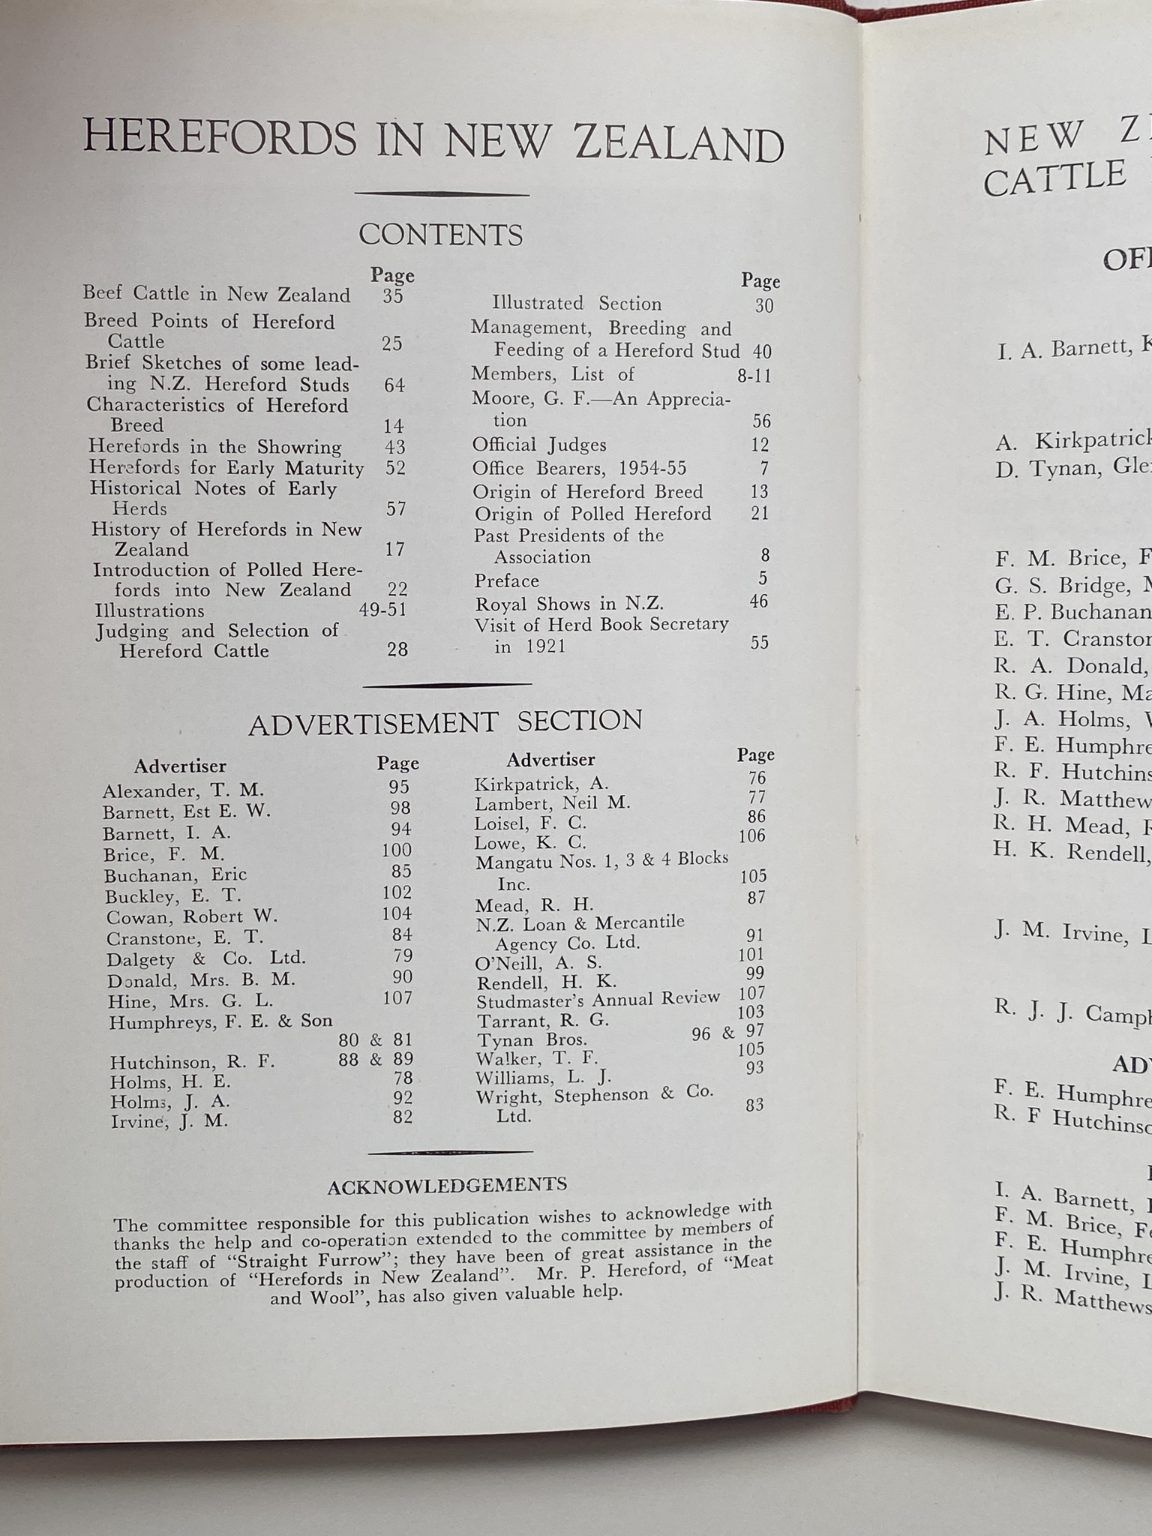 HEREFORDS IN NEW ZEALAND
CONTENTS
Page
Beef Cattle in New Zealand 35
Breed Points of Hereford
Cattle 25
Brief Sketches of some lead-
ing N.Z. Hereford Studs 64
Characteristics of Hereford
Breed 14
Herefords in the Showring 43
Herefords for Early Maturity 52
Historical Notes of Early
Herds 57
History of Herefords in New
Zealand 17
Introduction of Polled Here-
fords into New Zealand 22
Illustrations 49-51
Judging and Selection of
Hereford Cattle 28
Page
Illustrated Section 30
Management, Breeding and
Feeding of a Hereford Stud 40
Members, List of 8-11
Moore, G. F.—An Apprecia-
tion 56
Official Judges 12
Office Bearers, 1954-55 7
Origin of Hereford Breed 13
Origin of Polled Hereford 21
Past Presidents of the
Association 8
Preface 5
Royal Shows in N.Z. 46
Visit of Herd Book Secretary
in 1921 55
ADVERTISEMENT SECTION
Advertiser Page
Alexander, T. M. 95
Barnett, Est E. W. 98
Barnett, I. A. 94
Brice, F. M. 100
Buchanan, Eric 85
Buckley, E. T. 102
Cowan, Robert W. 104
Cranstone, E. T. 84
Dalgety & Co. Ltd. 79
Donald, Mrs. B. M. 90
Hine, Mrs. G. L. 107
Humphreys, F. E. & Son
80 & 81
Hutchinson, R. F. 88 & 89
Holms, H. E. 78
Holms, J. A. 92
Irvine, J. M. 82
Advertiser Page
Kirkpatrick, A. 76
Lambert, Neil M. 77
Loisel, F. C. 86
Lowe, K. C. 106
Mangatu Nos. 1, 3 & 4 Blocks
Inc. 105
Mead, R. H. 87
N.Z. Loan & Mercantile
Agency Co. Ltd. 91
O'Neill, A. S. 101
Rendell, H. K. 99
Studmaster's Annual Review 107
Tarrant, R. G. 103
Tynan Bros. 96 & 97
Walker, T. F. 105
Williams, L. J. 93
Wright, Stephenson & Co.
Ltd. 83
ACKNOWLEDGEMENTS
The committee responsible for this publication wishes to acknowledge with
thanks the help and co-operation extended to the committee by members of
the staff of "Straight Furrow"; they have been of great assistance in the
production of "Herefords in New Zealand". Mr. P. Hereford, of "Meat
and Wool", has also given valuable help.
NEW
CATTLE
I. A. Barnett,
A. Kirkpatrick
D. Tynan,
F. M. Brice,
G. S. Bridge,
E. P. Buchanan
E. T.
R. A. Donald,
R. G. Hine,
J. A. Holms,
F. E.
R. F.
J. R.
R. H. Mead,
H. K. Rendell,
J. M. Irvine,
R. J. J.
F. E.
R. F
I. A. Barnett,
F. M. Brice,
F. E.
J. M. Irvine,
J. R. Matthews